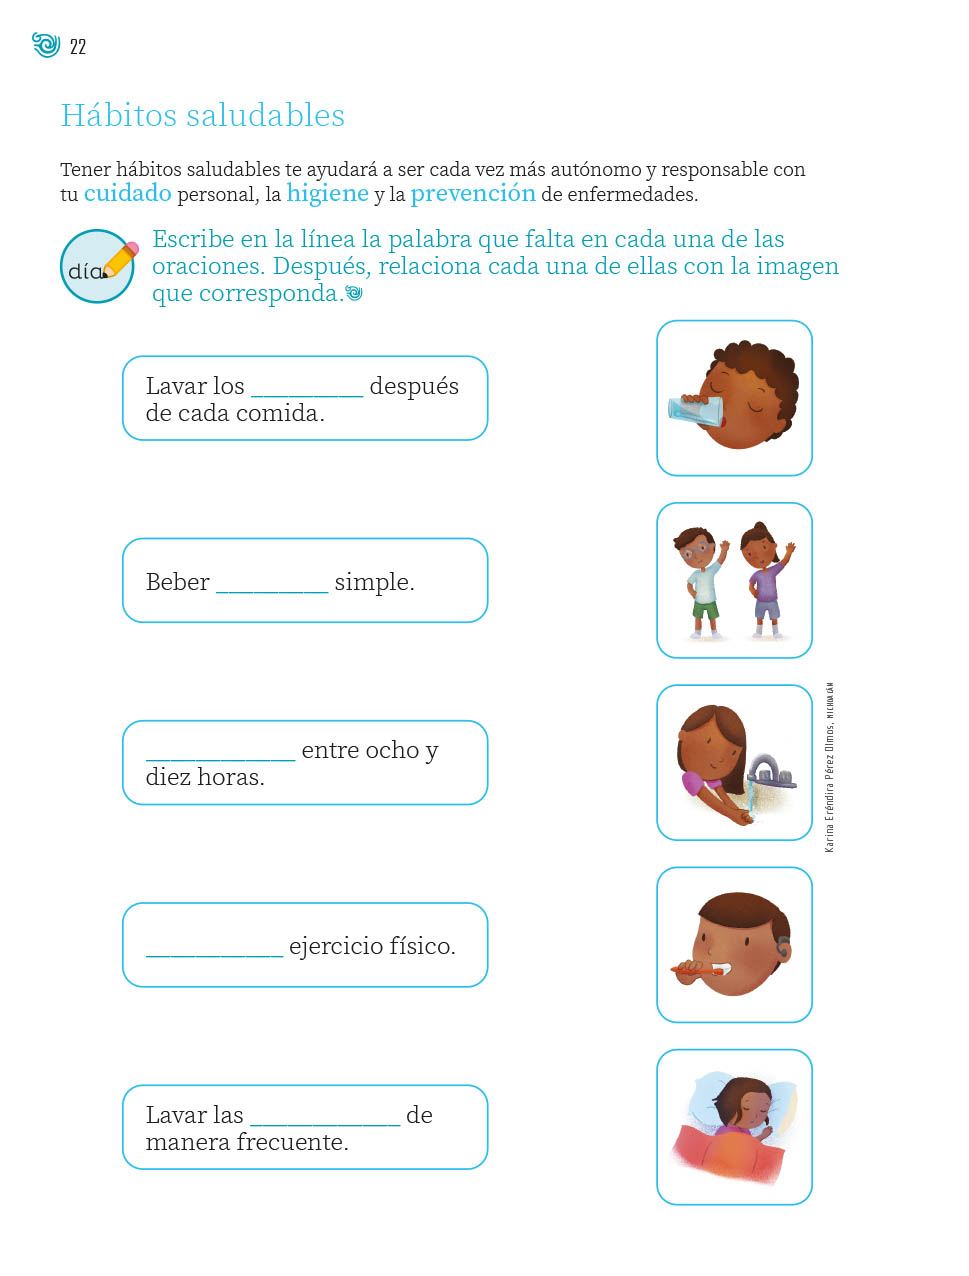 22
Hábitos saludables
Tener hábitos saludables te ayudará a ser cada vez más autónomo y responsable con
tu cuidado personal, la higiene y la prevención de enfermedades.
día
Escribe en la línea la palabra que falta en cada una de las
oraciones. Después, relaciona cada una de ellas con la imagen
que corresponda.
Lavar los _________ después
de cada comida.
Beber _________ simple.
____________ entre ocho y
diez horas.
___________ ejercicio físico.
Lavar las ____________ de
manera frecuente.
Karina Eréndira Pérez Olmos, MICHOACÁN